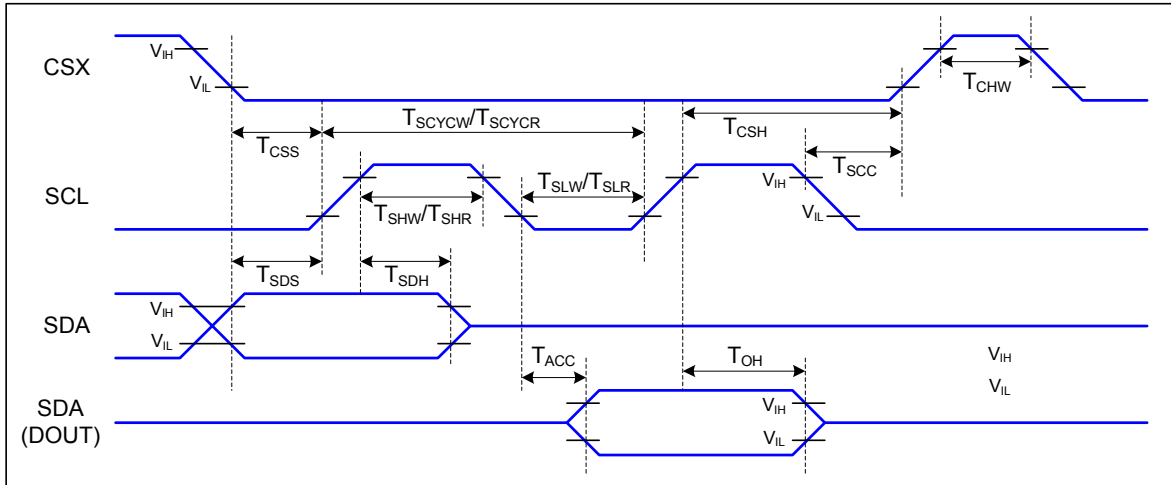 CSX
VIH
VIL
TCHW
TSCYCW/TSCYCR
TCSH
TCSS
TSCC
SCL
TSLW/TSLR
VIH
TSHW/TSHR
VIL
TSDS
TSDH
SDA
VIH
VIL
TACC
TOH
VIH
VIL
SDA
(DOUT)
VIH
VIL